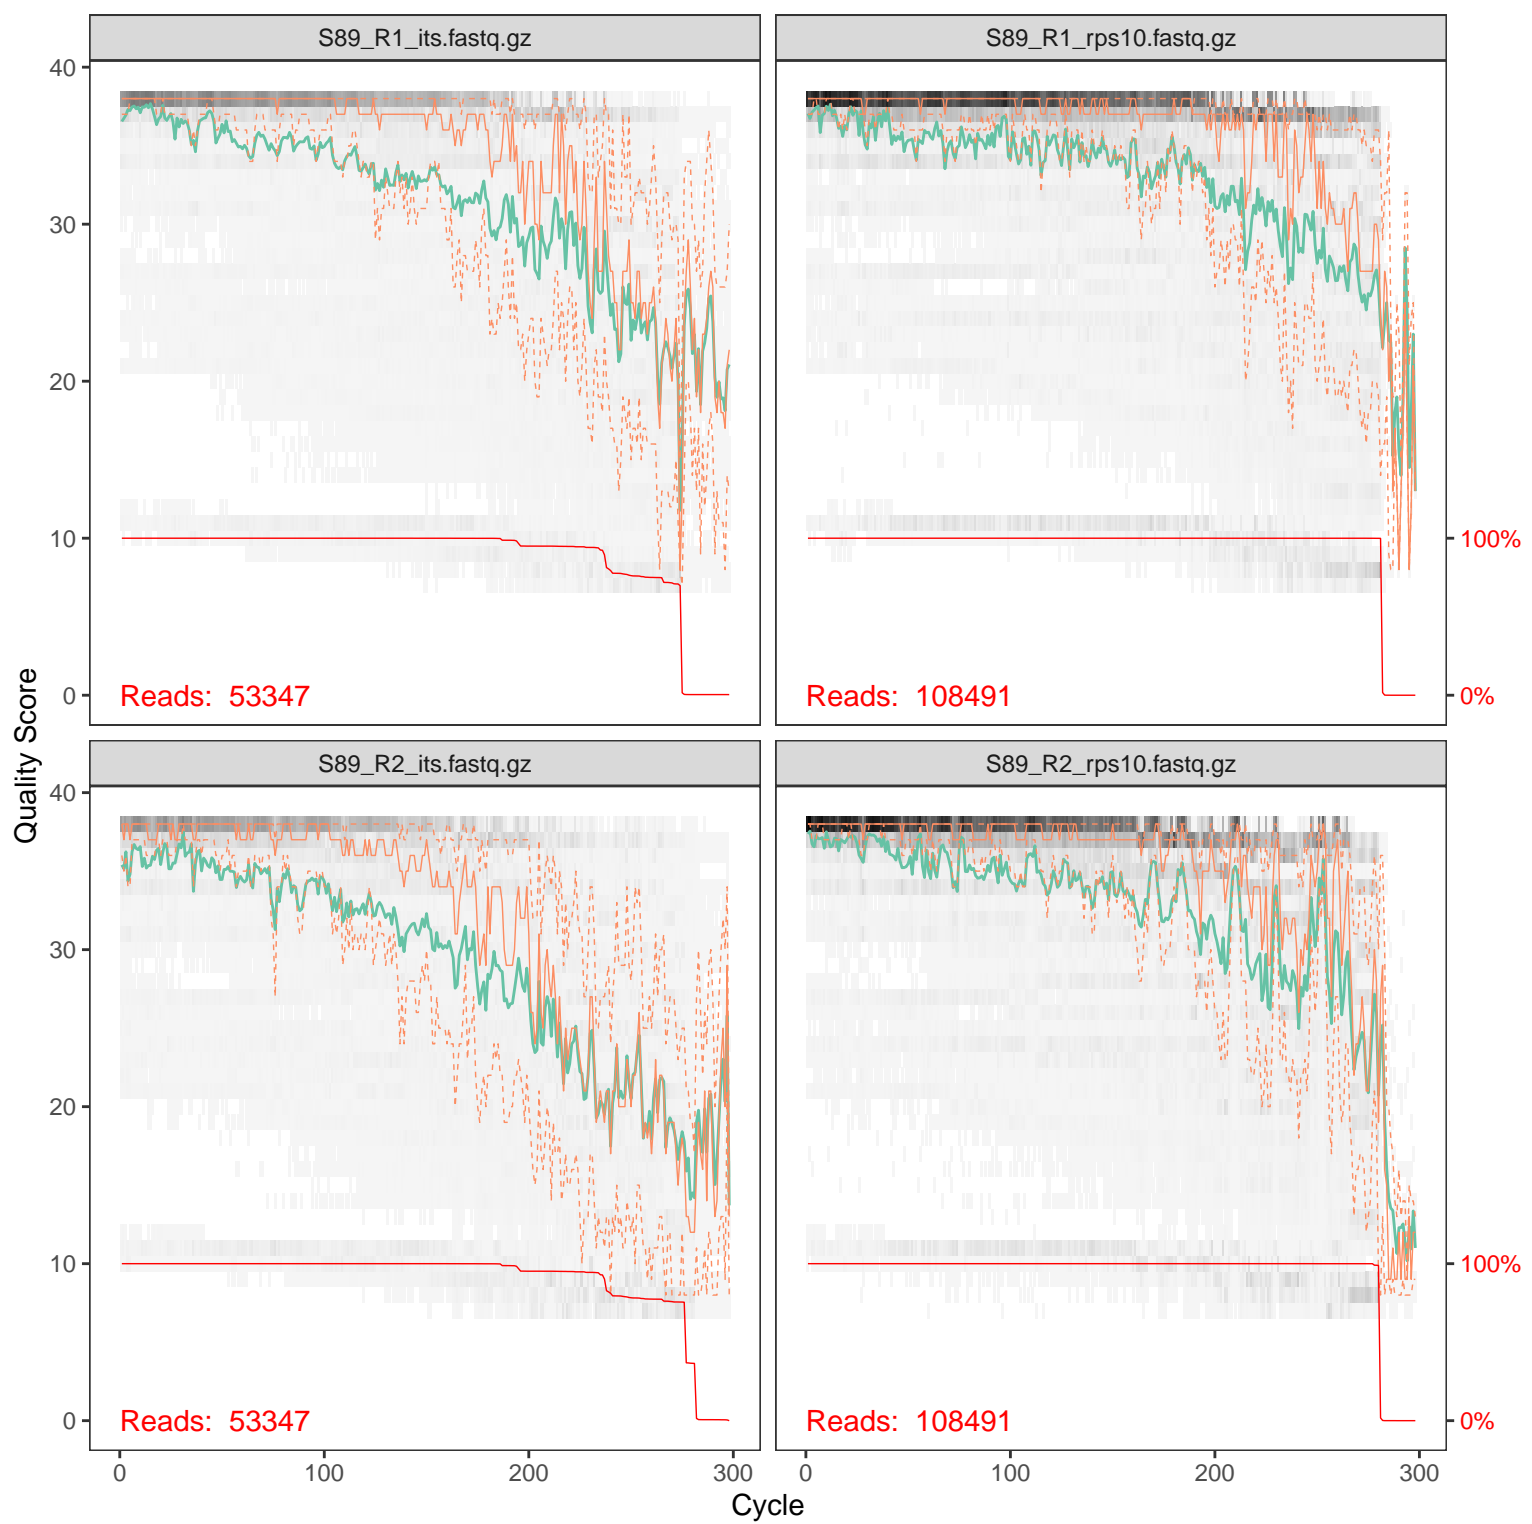 S89_R1_its.fastq.gz
S89_R1_rps10.fastq.gz
40
30
20
10
0
Reads: 53347
Reads: 108491
100%
0%
Quality Score
S89_R2_its.fastq.gz
S89_R2_rps10.fastq.gz
40
30
20
10
0
Reads: 53347
Reads: 108491
100%
0%
0 100 200 300
0 100 200 300
Cycle